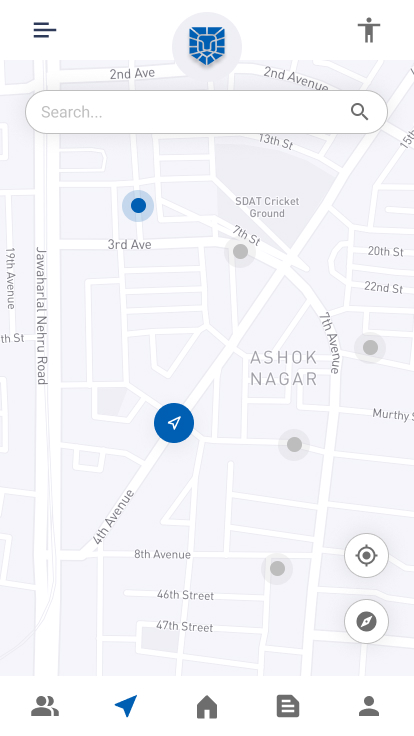 2nd Ave
2nd Avenue
Search...
13th St
15th
SDAT Cricket
Ground
7th St
3rd Ave
20th St
19th Avenue
Jawaharlal Nehru Road
22nd St
7th Avenue
th St
ASHOK
NAGAR
Murthy S
4th Avenue
8th Avenue
46th Street
47th Street